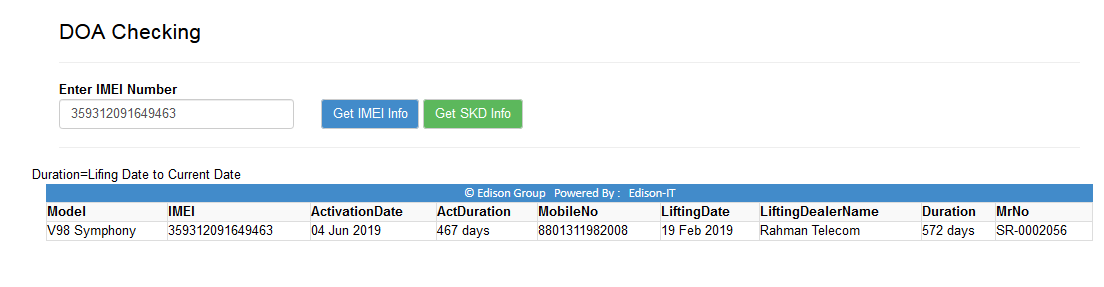 DOA Checking
Enter IMEI Number
359312091649463 Get IMEI Info Get SKD Info
Duration=Lifing Date to Current Date
© Edison Group Powered By : Edison-IT
Model IMEI ActivationDate ActDuration MobileNo LiftingDate LiftingDealerName Duration MrNo
V98 Symphony 359312091649463 04 Jun 2019 467 days 8801311982008 19 Feb 2019 Rahman Telecom 572 days SR-0002056